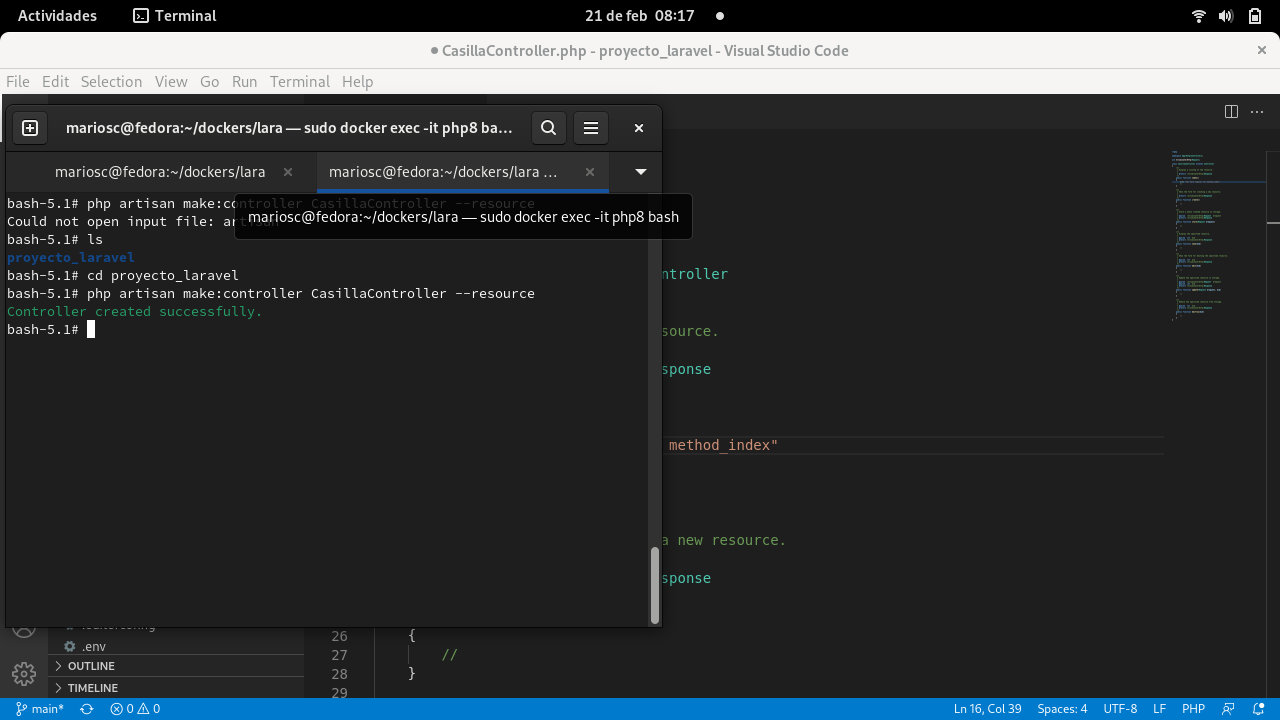 Actividades
Terminal
21 de feb 08:17
● CasillaController.php - proyecto_laravel - Visual Studio Code
File Edit Selection View Go Run Terminal Help
mariosc@fedora:~/dockers/lara — sudo docker exec -it php8 ba…
mariosc@fedora:~/dockers/lara
mariosc@fedora:~/dockers/lara …
mariosc@fedora:~/dockers/lara — sudo docker exec -it php8 bash
bash-5.1# php artisan make:controller CasillaController --resource
Could not open input file: artisan
bash-5.1# ls
proyecto_laravel
bash-5.1# cd proyecto_laravel
bash-5.1# php artisan make:controller CasillaController --resource
Controller created successfully.
bash-5.1#
ntroller
source.
sponse
method_index"
a new resource.
sponse
26 {
27 //
28 }
29
.editorconfig
.env
OUTLINE
TIMELINE
main* 0 0
Ln 16, Col 39 Spaces: 4 UTF-8 LF PHP